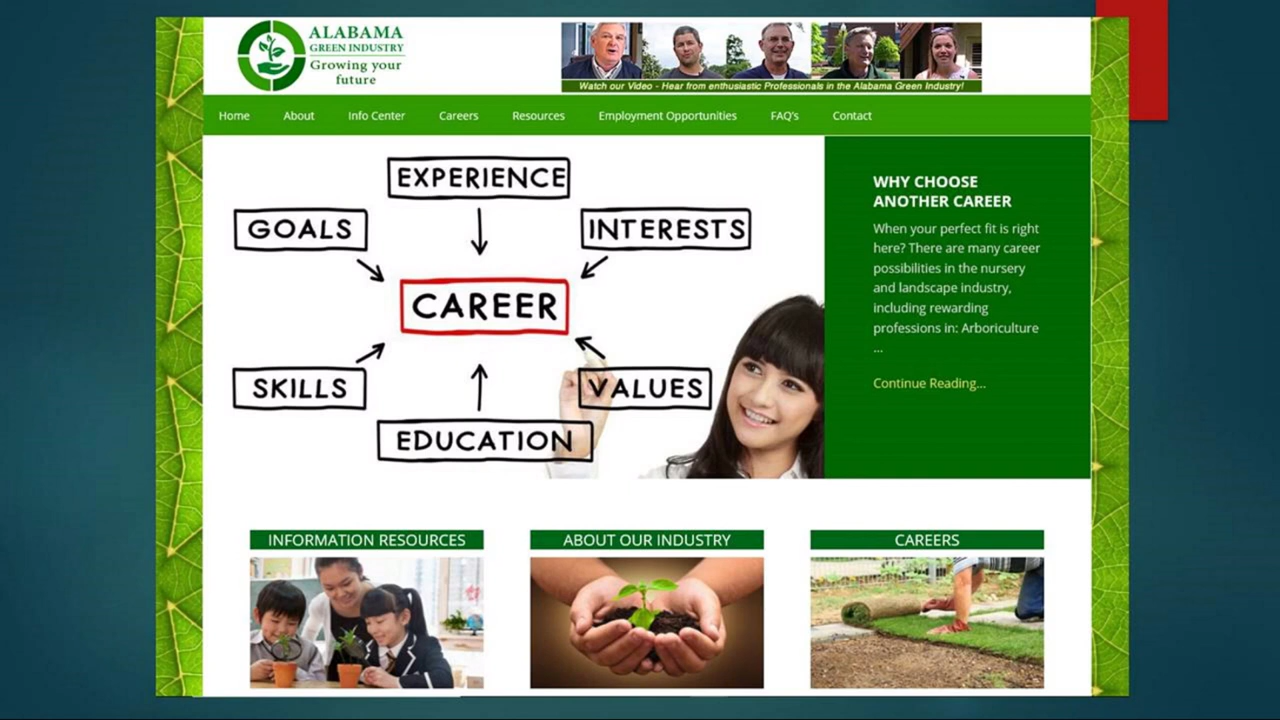 ALABAMA
GREEN INDUSTRY
Growing your
future
Watch our Video - Hear from enthusiastic Professionals in the Alabama Green Industry!
Home About Info Center Careers Resources Employment Opportunities FAQ's Contact
EXPERIENCE
GOALS
INTERESTS
CAREER
SKILLS
VALUES
EDUCATION
WHY CHOOSE
ANOTHER CAREER
When your perfect fit is right
here? There are many career
possibilities in the nursery
and landscape industry,
including rewarding
professions in: Arboriculture
...
Continue Reading...
INFORMATION RESOURCES
ABOUT OUR INDUSTRY
CAREERS